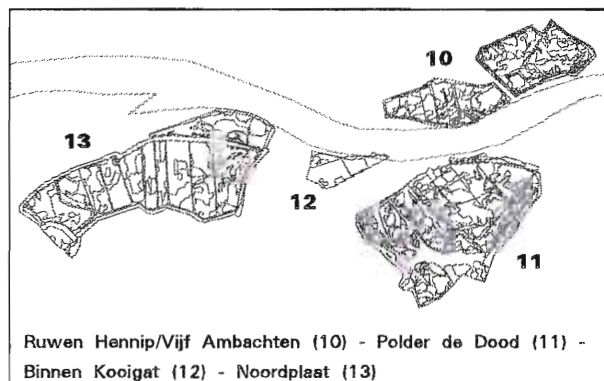 10
13
12
11
Ruwen Hennip/Vijf Ambachten (10) - Polder de Dood (11) -
Binnen Kooigat (12) - Noordplaat (13)